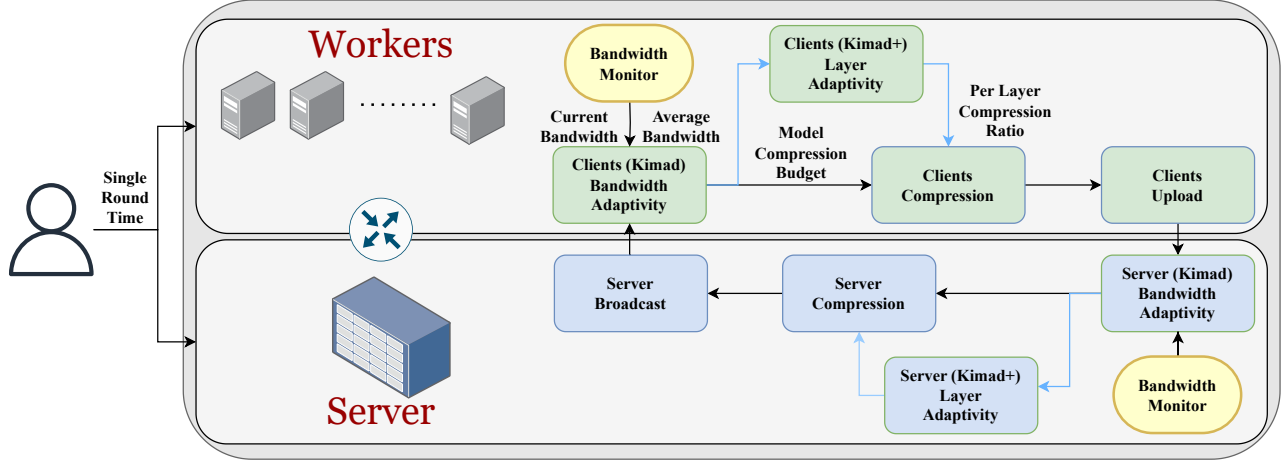 Workers
Bandwidth
Monitor
Clients (Kimad+)
Layer
Adaptivity
Per Layer
Compression
Ratio
Current
Bandwidth
Average
Bandwidth
Model
Compression
Budget
Clients (Kimad)
Bandwidth
Adaptivity
Clients
Compression
Clients
Upload
Single
Round
Time
Server
Broadcast
Server
Compression
Server (Kimad)
Bandwidth
Adaptivity
Server (Kimad+)
Layer
Adaptivity
Bandwidth
Monitor
Server